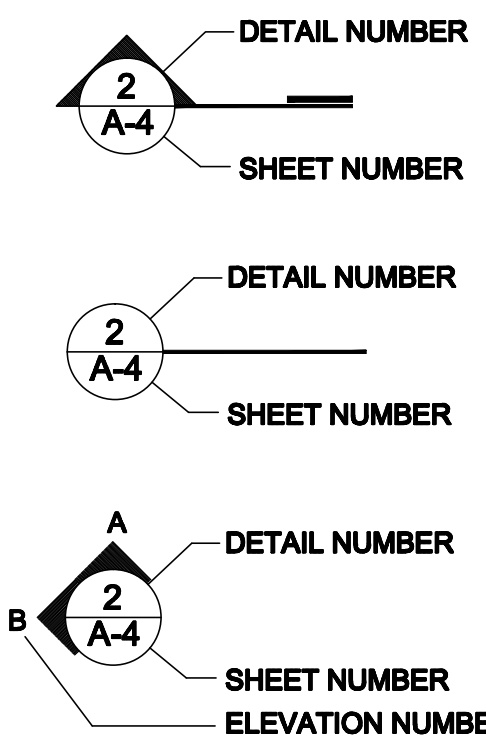 DETAIL NUMBER
2
A-4
SHEET NUMBER
DETAIL NUMBER
2
A-4
SHEET NUMBER
A
DETAIL NUMBER
2
B
A-4
SHEET NUMBER
ELEVATION NUMBE